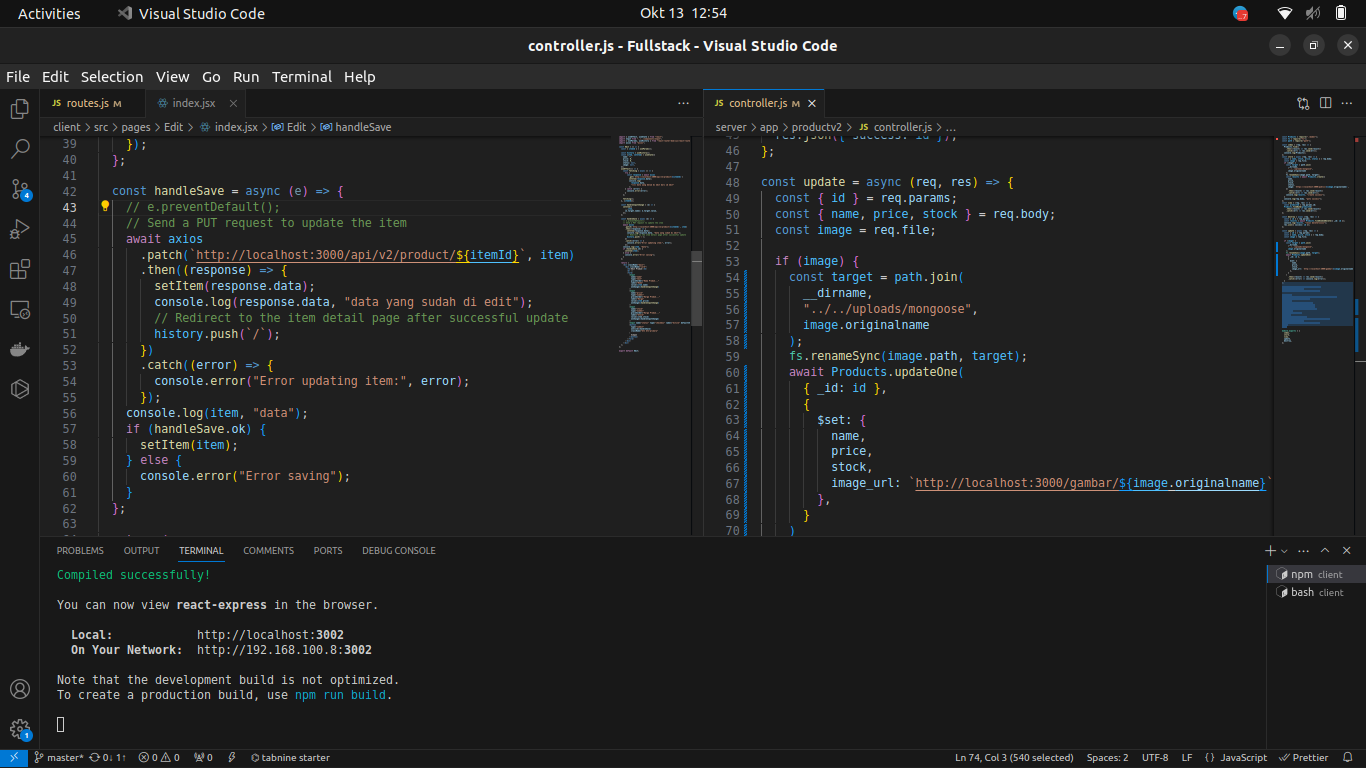 Activities
Visual Studio Code
Okt 13 12:54
7
controller.js - Fullstack - Visual Studio Code
File Edit Selection View Go Run Terminal Help
JS routes.js M
index.jsx
client > src > pages > Edit > index.jsx > Edit > handleSave
39 });
40 };
41
42 const handleSave = async (e) => {
43 // e.preventDefault();
44 // Send a PUT request to update the item
45 await axios
46 .patch(`http://localhost:3000/api/v2/product/${itemId}`, item)
47 .then((response) => {
48 setItem(response.data);
49 console.log(response.data, "data yang sudah di edit");
50 // Redirect to the item detail page after successful update
51 history.push(`/`);
52 })
53 .catch((error) => {
54 console.error("Error updating item:", error);
55 });
56 console.log(item, "data");
57 if (handleSave.ok) {
58 setItem(item);
59 } else {
60 console.error("Error saving");
61 }
62 };
63
JS controller.js M
server > app > productv2 > JS controller.js > ...
45 res.json({ success: id });
46 };
47
48 const update = async (req, res) => {
49 const { id } = req.params;
50 const { name, price, stock } = req.body;
51 const image = req.file;
52
53 if (image) {
54 const target = path.join(
55 __dirname,
56 "../../uploads/mongoose",
57 image.originalname
58 );
59 fs.renameSync(image.path, target);
60 await Products.updateOne(
61 { _id: id },
62 {
63 $set: {
64 name,
65 price,
66 stock,
67 image_url: `http://localhost:3000/gambar/${image.originalname}`
68 },
69 }
70 )
PROBLEMS OUTPUT TERMINAL COMMENTS PORTS DEBUG CONSOLE
Compiled successfully!
You can now view react-express in the browser.
Local: http://localhost:3002
On Your Network: http://192.168.100.8:3002
Note that the development build is not optimized.
To create a production build, use npm run build.
npm client
bash client
4
1
master* 0↓ 1↑ 0 0 0 tabnine starter
Ln 74, Col 3 (540 selected) Spaces: 2 UTF-8 LF {} JavaScript Prettier